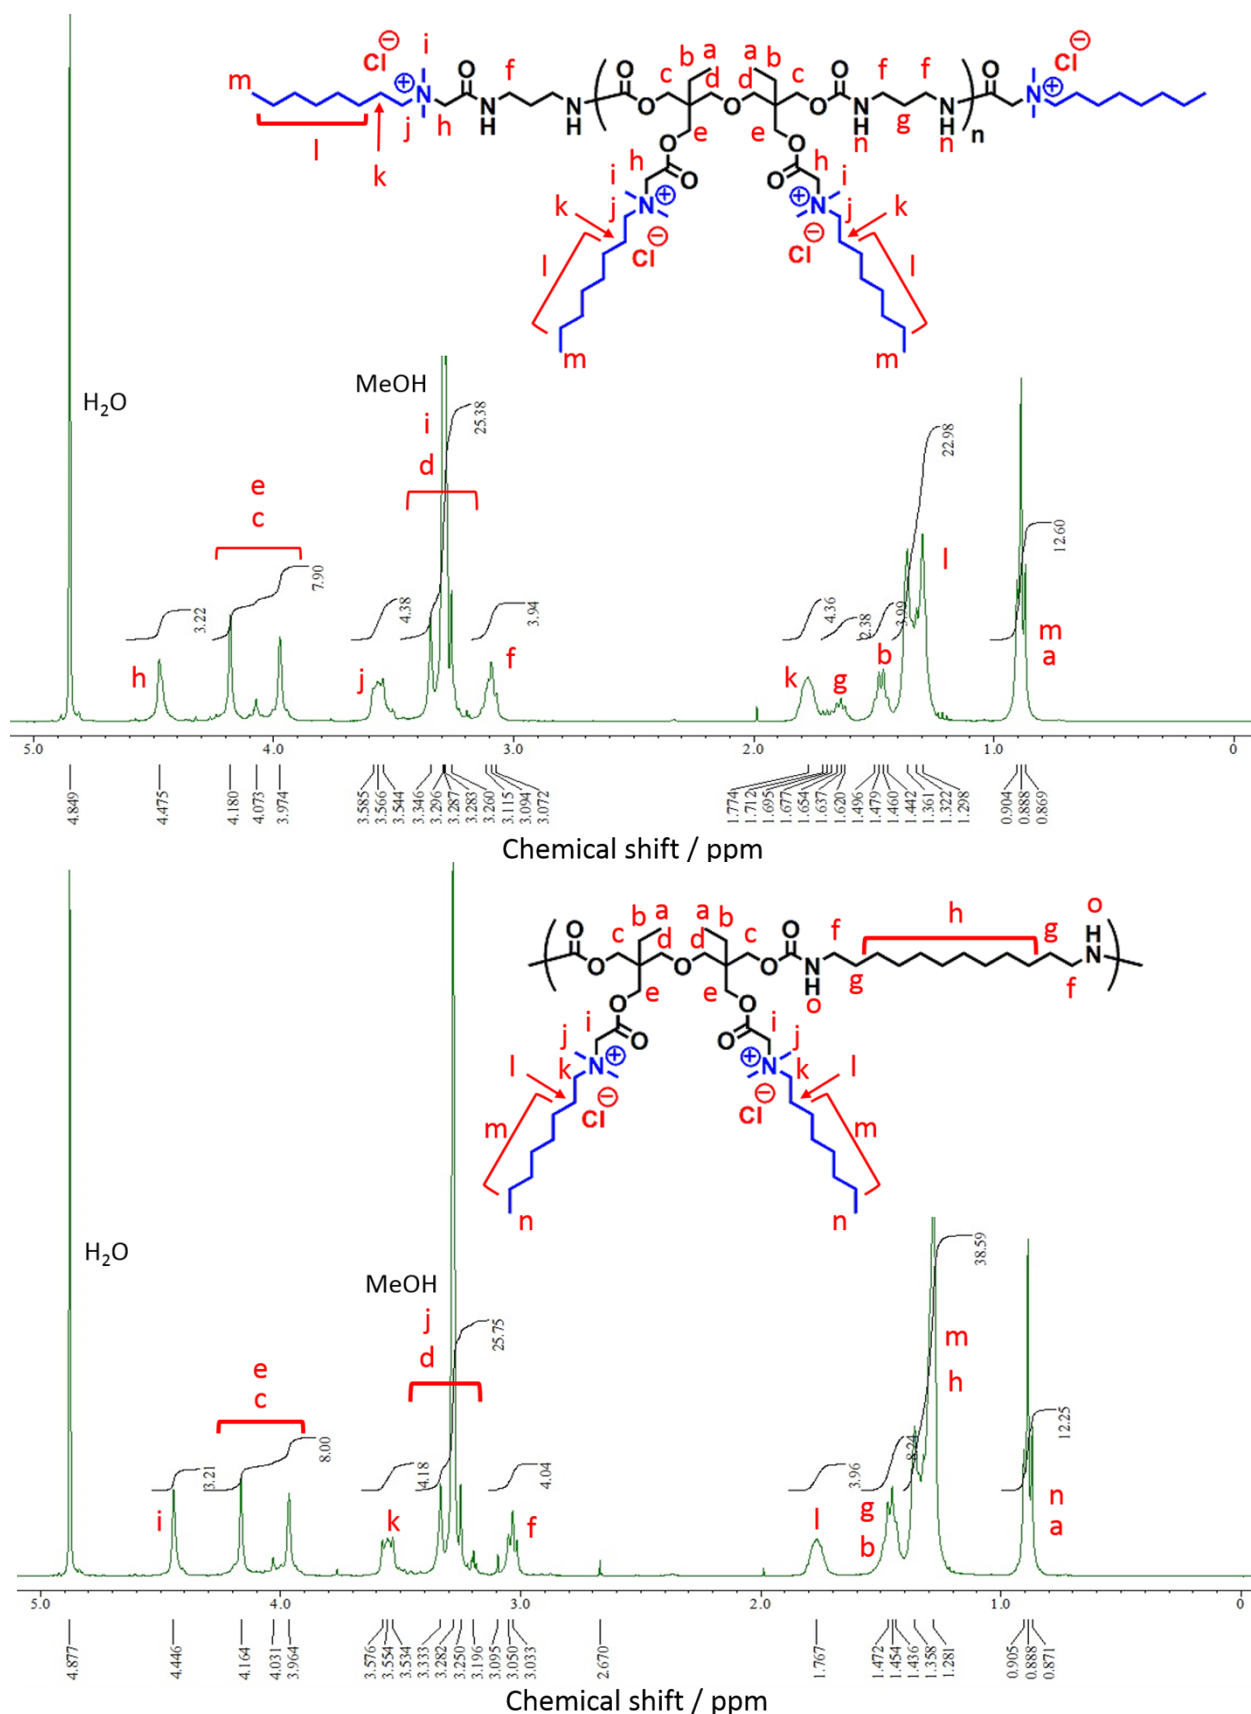 Cl ⊖ i
m ⊕ N O f b a a b O f f O Cl ⊖
c d d c
N H N H ( O O O O N H N H ) n ⊕ N
j h e e n g n
l k
O O
h h
i O O i
k j N ⊕ ⊕ N j k
Cl ⊖ ⊖ Cl
l l
m m
MeOH
H2O
i
d
e
c
25.38
22.98
12.60
7.90
3.22
4.38
3.94
4.36
2.38
3.99
h
j
f
k
g
b
l
m
a
5.0 4.0 3.0 2.0 1.0 0
4.849
4.475
4.180
4.073
3.974
3.585
3.566
3.544
3.346
3.296
3.287
3.283
3.260
3.115
3.094
3.072
1.774
1.712
1.695
1.677
1.654
1.637
1.620
1.496
1.479
1.460
1.442
1.361
1.322
1.298
0.904
0.888
0.869
Chemical shift / ppm
O b a a b O f h g o
c d d c H
( O O O O N N )
H g f
e e o
O O
j i O O i j
l k N ⊕ ⊕ N k l
Cl ⊖ Cl ⊖
m m
n n
H2O
MeOH
j
d
e
c
38.59
25.75
12.25
8.00
3.21
4.18
4.04
3.96
8.24
i
k
f
l
g
b
m
h
n
a
5.0 4.0 3.0 2.0 1.0 0
4.877
4.446
4.164
4.031
3.964
3.576
3.554
3.534
3.333
3.282
3.250
3.196
3.095
3.050
3.033
2.670
1.767
1.472
1.454
1.436
1.358
1.281
0.905
0.888
0.871
Chemical shift / ppm